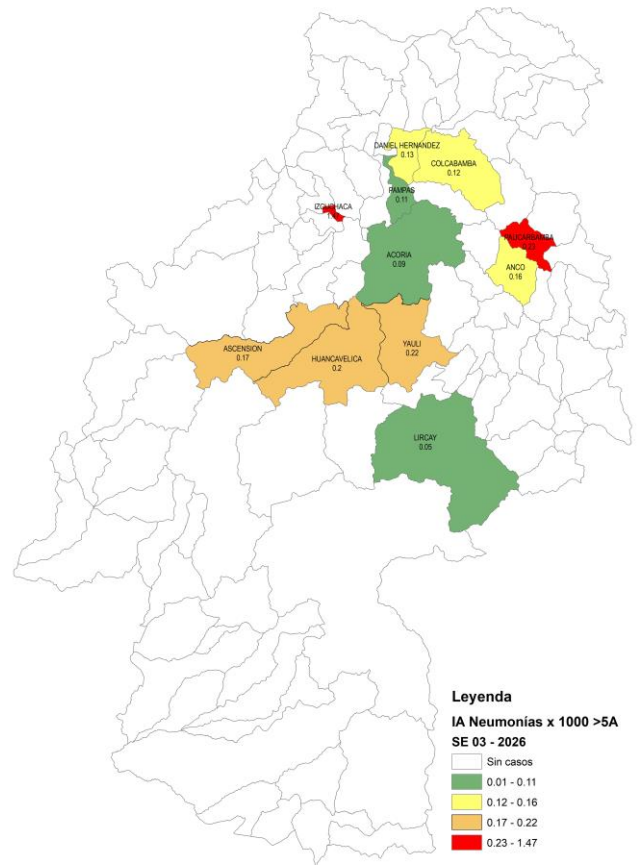 DANIEL HERNANDEZ
0.13
COLCABAMBA
0.12
PAMPAS
0.11
IZCUCHACA
PAUCARBAMBA
ACORIA
0.09
ANCO
0.16
ASCENSION
0.17
HUANCAVELICA
0.2
YAULI
0.22
LIRCAY
0.05
Leyenda
IA Neumonías x 1000 >5A
SE 03 - 2026
Sin casos
0.01 - 0.11
0.12 - 0.16
0.17 - 0.22
0.23 - 1.47